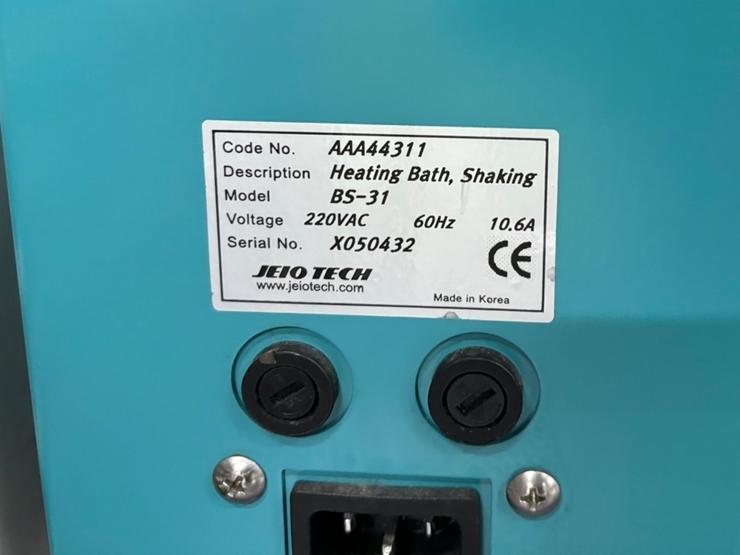 Code No. AAA44311
Description Heating Bath, Shaking
Model BS-31
Voltage 220VAC 60Hz 10.6A
Serial No. X050432
CE
JEIO TECH
www.jeiotech.com
Made in Korea